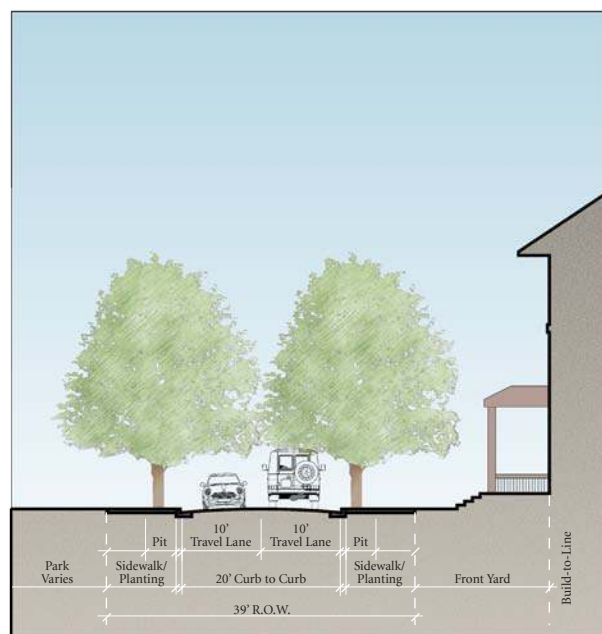 10' 10'
Pit Travel Lane Travel Lane Pit
Park Sidewalk/ Sidewalk/
Varies Planting 20' Curb to Curb Planting Front Yard
39' R.O.W.
Build-to-Line